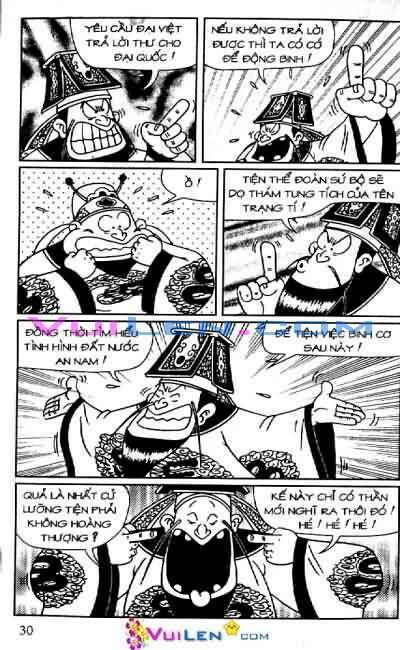 YÊU CẦU ĐẠI VIỆT
TRẢ LỜI THƯ CHO
ĐẠI QUỐC!
NẾU KHÔNG TRẢ LỜI
ĐƯỢC THÌ TA CÓ CỚ
ĐỂ ĐỘNG BINH!
Ồ!
TIỆN THỂ ĐOÀN SỨ BỘ SẼ
DỌ THÁM TUNG TÍCH CỦA TÊN
TRẠNG TÍ!
ĐỒNG THỜI TÌM HIỂU
TÌNH HÌNH ĐẤT NƯỚC
AN NAM!
ĐỂ TIỆN VIỆC BINH CƠ
SAU NÀY!
VUILEN.COM
QUẢ LÀ NHẤT CỬ
LƯỠNG TIỆN PHẢI
KHÔNG HOÀNG
THƯỢNG?
KẾ NÀY CHỈ CÓ THẦN
MỚI NGHĨ RA THÔI ĐÓ!
HÉ! HÉ! HÉ!
30
VUILEN.COM